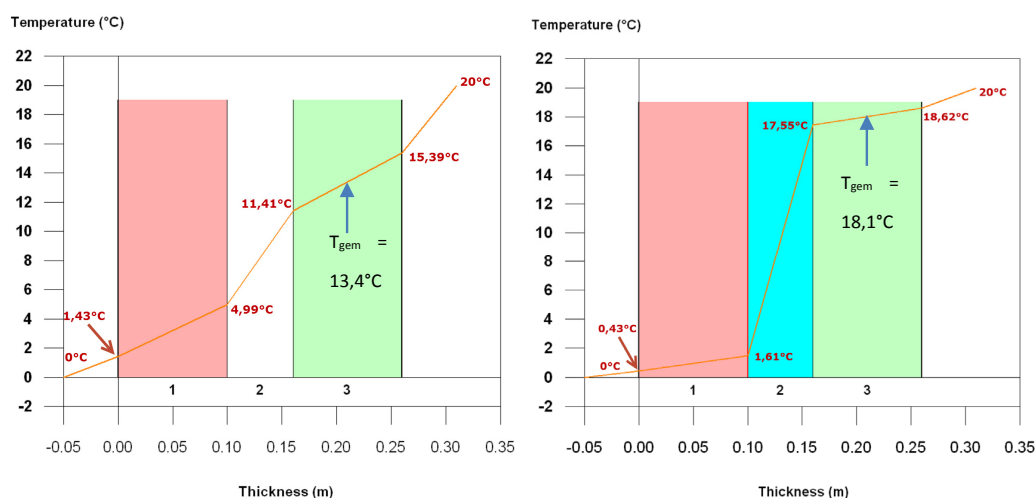 Temperature (°C)
22
20
18
16
14
12
10
8
6
4
2
0
-2
20°C
15,39°C
11,41°C
Tgem =
13,4°C
4,99°C
1,43°C
0°C
1 2 3
-0.05 0.00 0.05 0.10 0.15 0.20 0.25 0.30 0.35
Thickness (m)
Temperature (°C)
22
20
18
16
14
12
10
8
6
4
2
0
-2
20°C
17,55°C
18,62°C
Tgem =
18,1°C
0,43°C
1,61°C
0°C
1 2 3
-0.05 0.00 0.05 0.10 0.15 0.20 0.25 0.30 0.35
Thickness (m)